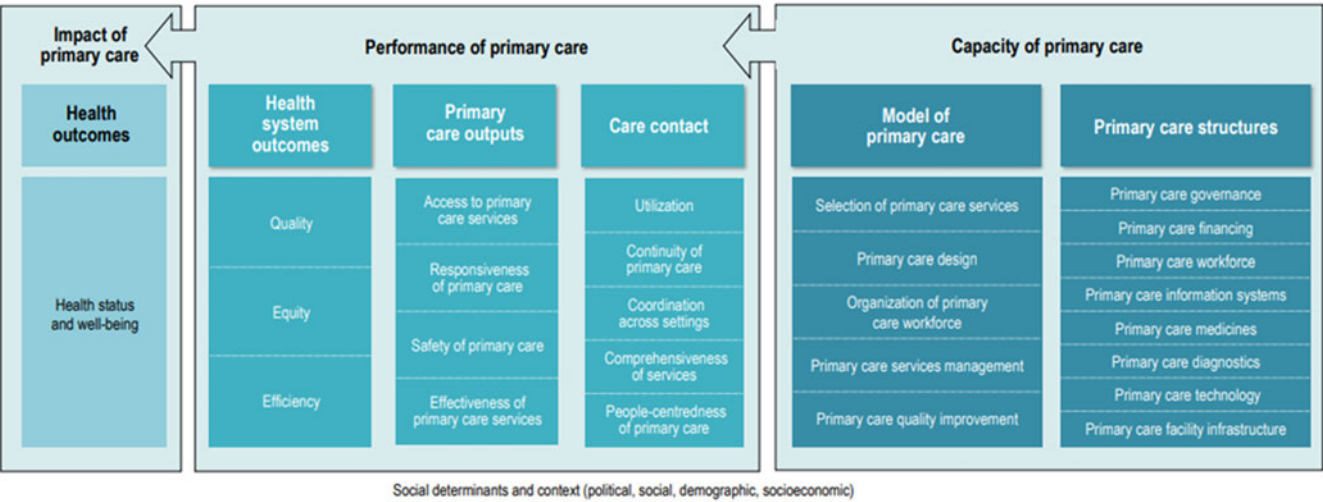 Impact of
primary care
Performance of primary care
Capacity of primary care
Health
outcomes
Health
system
outcomes
Primary
care outputs
Care contact
Model of
primary care
Primary care structures
Health status
and well-being
Quality
Equity
Efficiency
Access to primary
care services
Responsiveness
of primary care
Safety of primary care
Effectiveness of
primary care services
Utilization
Continuity of
primary care
Coordination
across settings
Comprehensiveness
of services
People-centredness
of primary care
Selection of primary care services
Primary care design
Organization of primary
care workforce
Primary care services management
Primary care quality improvement
Primary care governance
Primary care financing
Primary care workforce
Primary care information systems
Primary care medicines
Primary care diagnostics
Primary care technology
Primary care facility infrastructure
Social determinants and context (political, social, demographic, socioeconomic)